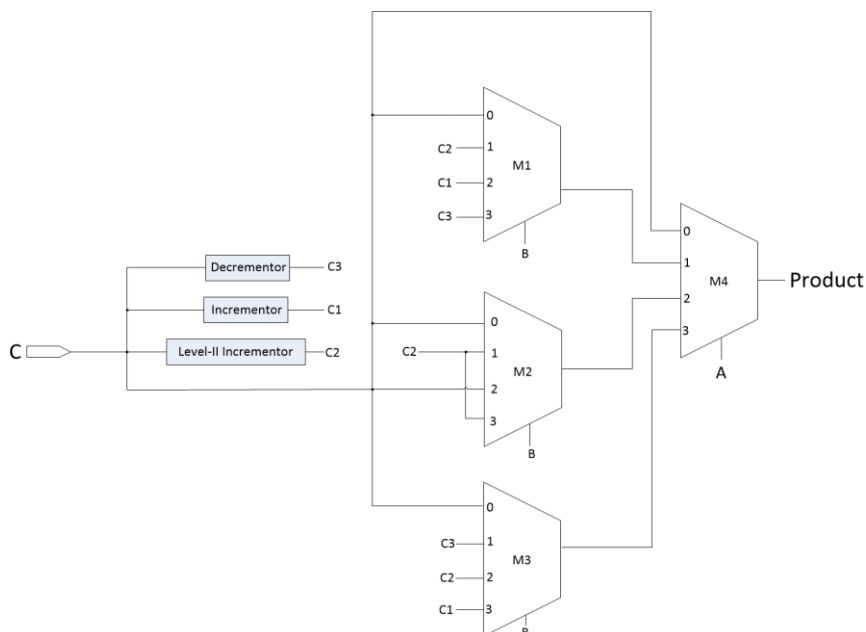 0
C2
1
M1
C1
2
C3
3
B
0
1
M4
Product
2
3
A
Decrementor
C3
Incrementor
C1
C
Level-II Incrementor
C2
0
C2
1
M2
2
3
B
0
C3
1
M3
C2
2
C1
3